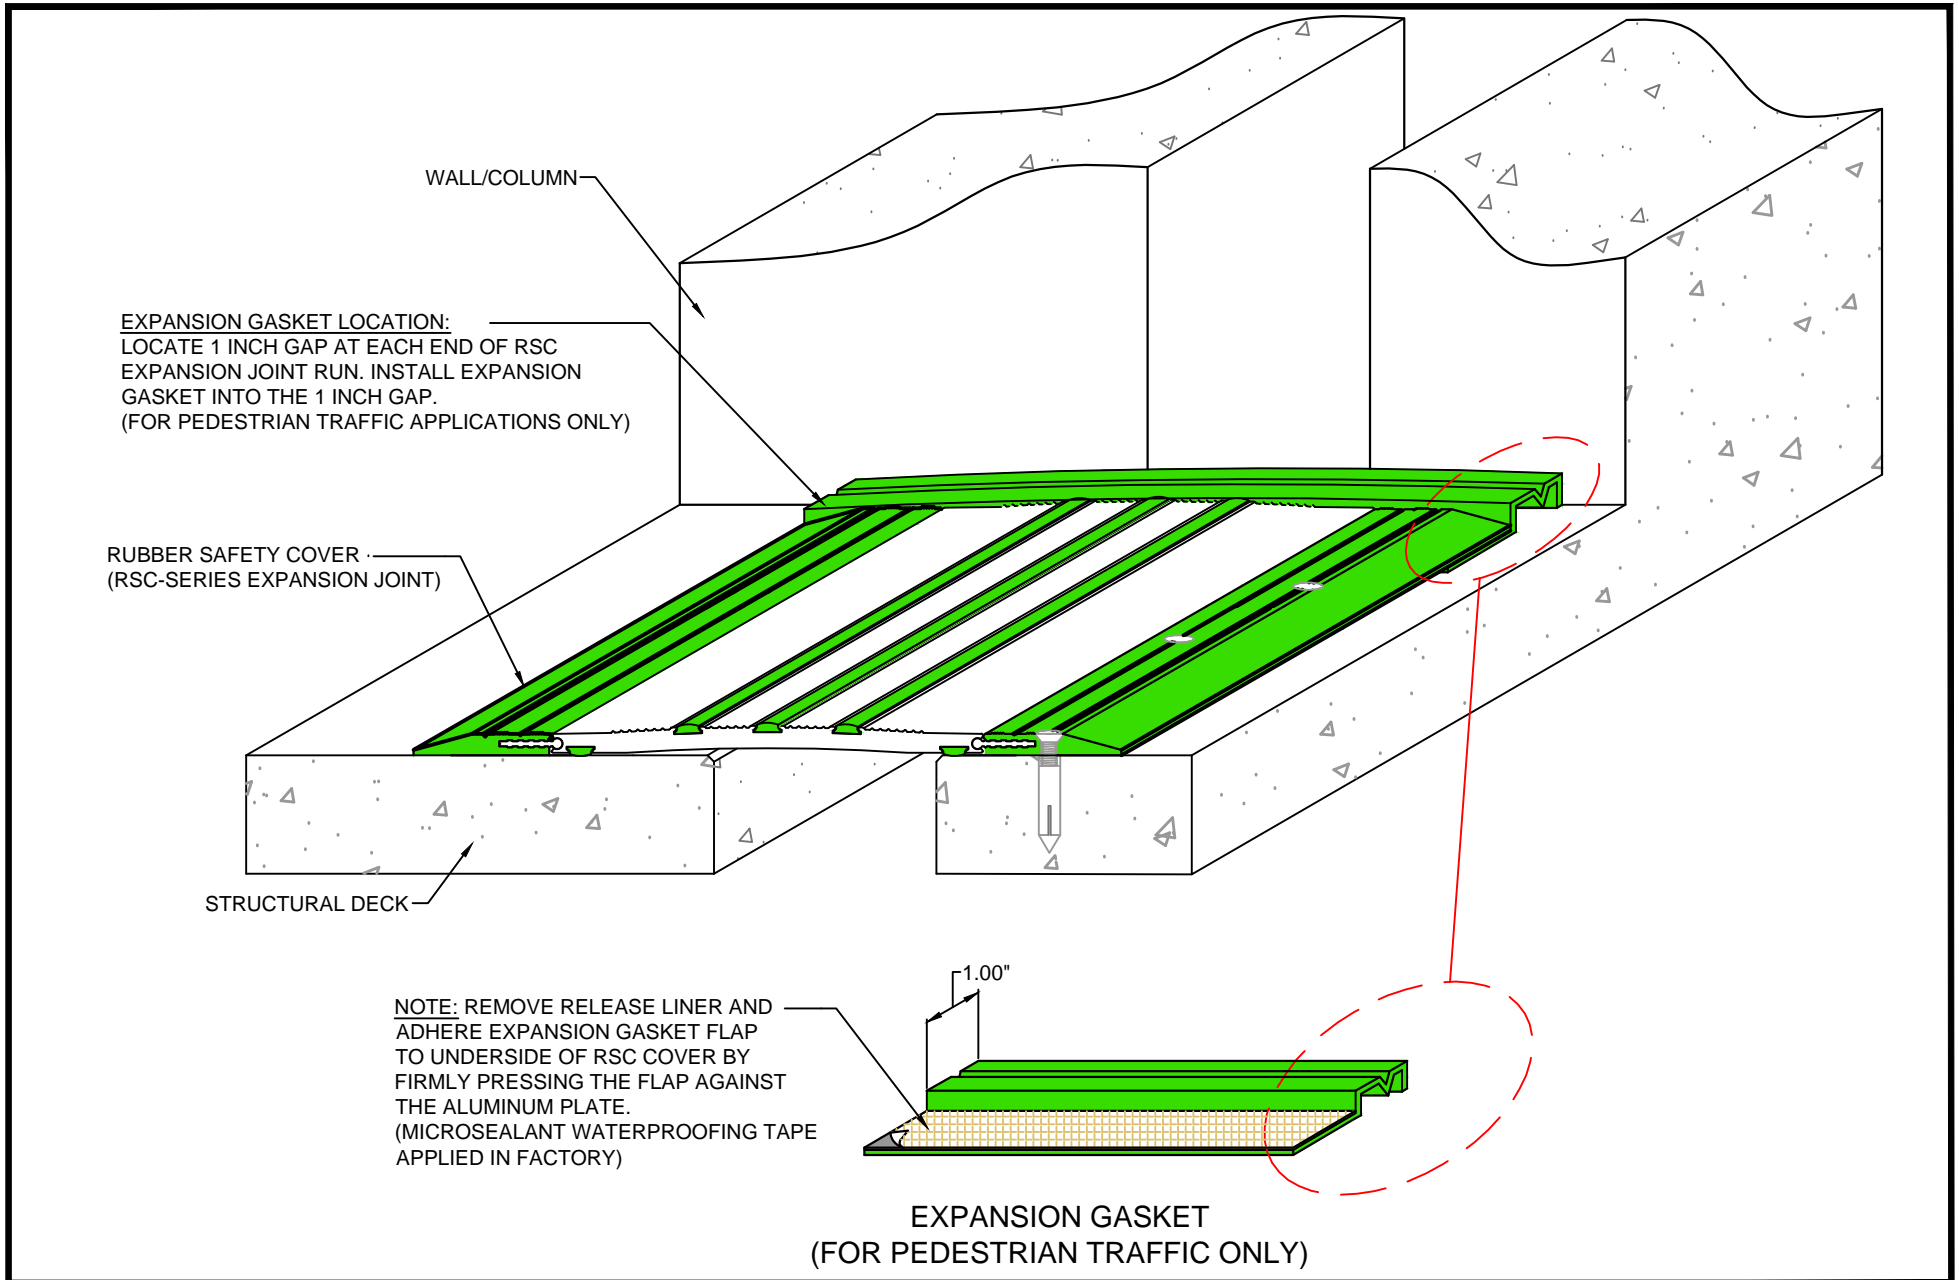 WALL/COLUMN
EXPANSION GASKET LOCATION:
LOCATE 1 INCH GAP AT EACH END OF RSC
EXPANSION JOINT RUN. INSTALL EXPANSION
GASKET INTO THE 1 INCH GAP.
(FOR PEDESTRIAN TRAFFIC APPLICATIONS ONLY)
RUBBER SAFETY COVER
(RSC-SERIES EXPANSION JOINT)
STRUCTURAL DECK
1.00"
NOTE: REMOVE RELEASE LINER AND
ADHERE EXPANSION GASKET FLAP
TO UNDERSIDE OF RSC COVER BY
FIRMLY PRESSING THE FLAP AGAINST
THE ALUMINUM PLATE.
(MICROSEALANT WATERPROOFING TAPE
APPLIED IN FACTORY)
EXPANSION GASKET
(FOR PEDESTRIAN TRAFFIC ONLY)